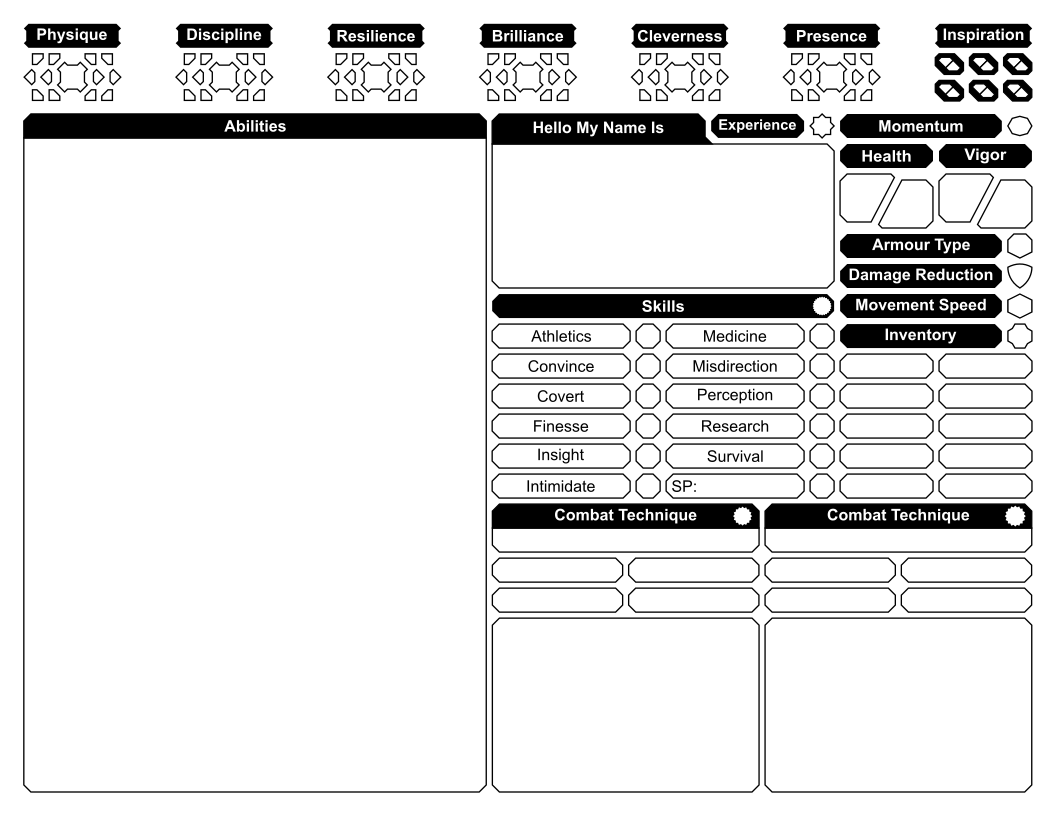 Physique
Discipline
Resilience
Brilliance
Cleverness
Presence
Inspiration
Abilities
Hello My Name Is
Experience
Momentum
Health
Vigor
Armour Type
Damage Reduction
Movement Speed
Inventory
Skills
Athletics
Medicine
Convince
Misdirection
Covert
Perception
Finesse
Research
Insight
Survival
Intimidate
SP:
Combat Technique
Combat Technique